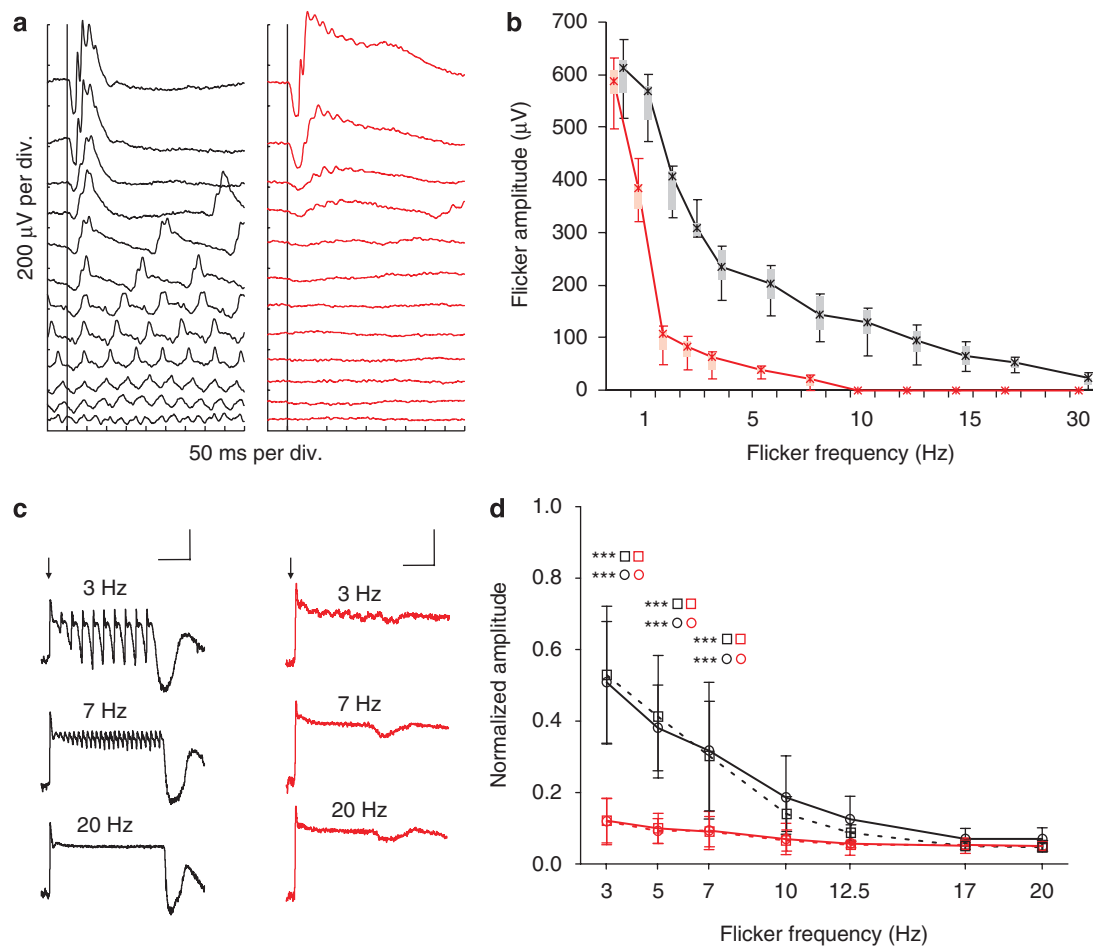 a
200 µV per div.
50 ms per div.
b
Flicker amplitude (µV)
700
600
500
400
300
200
100
0
1 5 10 15 30
Flicker frequency (Hz)
c
3 Hz
3 Hz
7 Hz
7 Hz
20 Hz
20 Hz
d
Normalized amplitude
1.0
0.8
0.6
0.4
0.2
0.0
***
***
***
***
***
***
3 5 7 10 12.5 17 20
Flicker frequency (Hz)